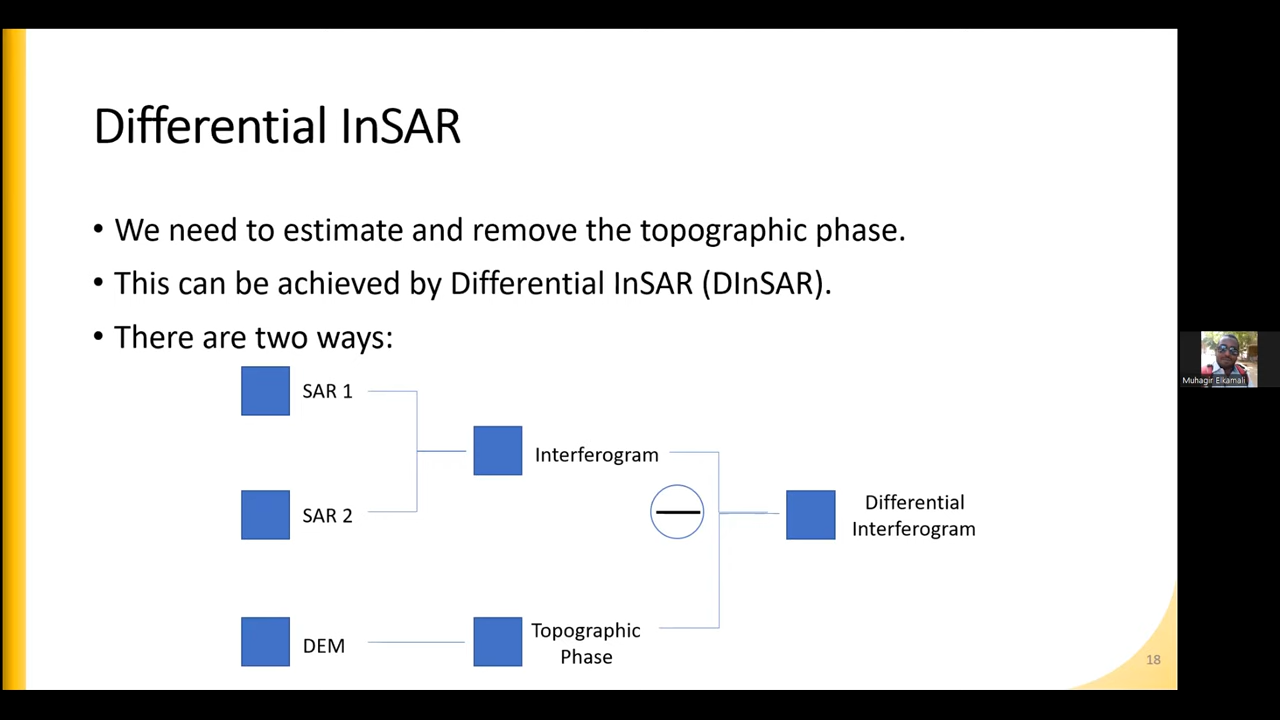 Differential InSAR
• We need to estimate and remove the topographic phase.
• This can be achieved by Differential InSAR (DInSAR).
• There are two ways:
SAR 1
Interferogram
SAR 2
Differential
Interferogram
DEM
Topographic
Phase
18
Muhagir Elkamali